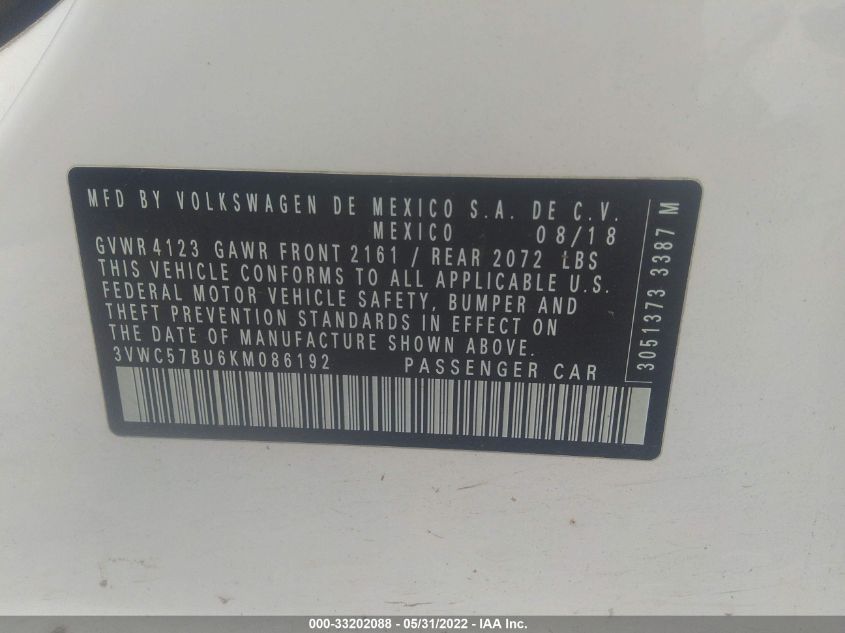 MFD BY VOLKSWAGEN DE MEXICO S.A. DE C.V.
MEXICO 08/18
GVWR 4123 GAWR FRONT 2161 / REAR 2072 LBS
THIS VEHICLE CONFORMS TO ALL APPLICABLE U.S.
FEDERAL MOTOR VEHICLE SAFETY, BUMPER AND
THEFT PREVENTION STANDARDS IN EFFECT ON
THE DATE OF MANUFACTURE SHOWN ABOVE.
3VWC57BU6KM086192 PASSENGER CAR
3051373 3387 M
000-33202088 - 05/31/2022 - IAA Inc.